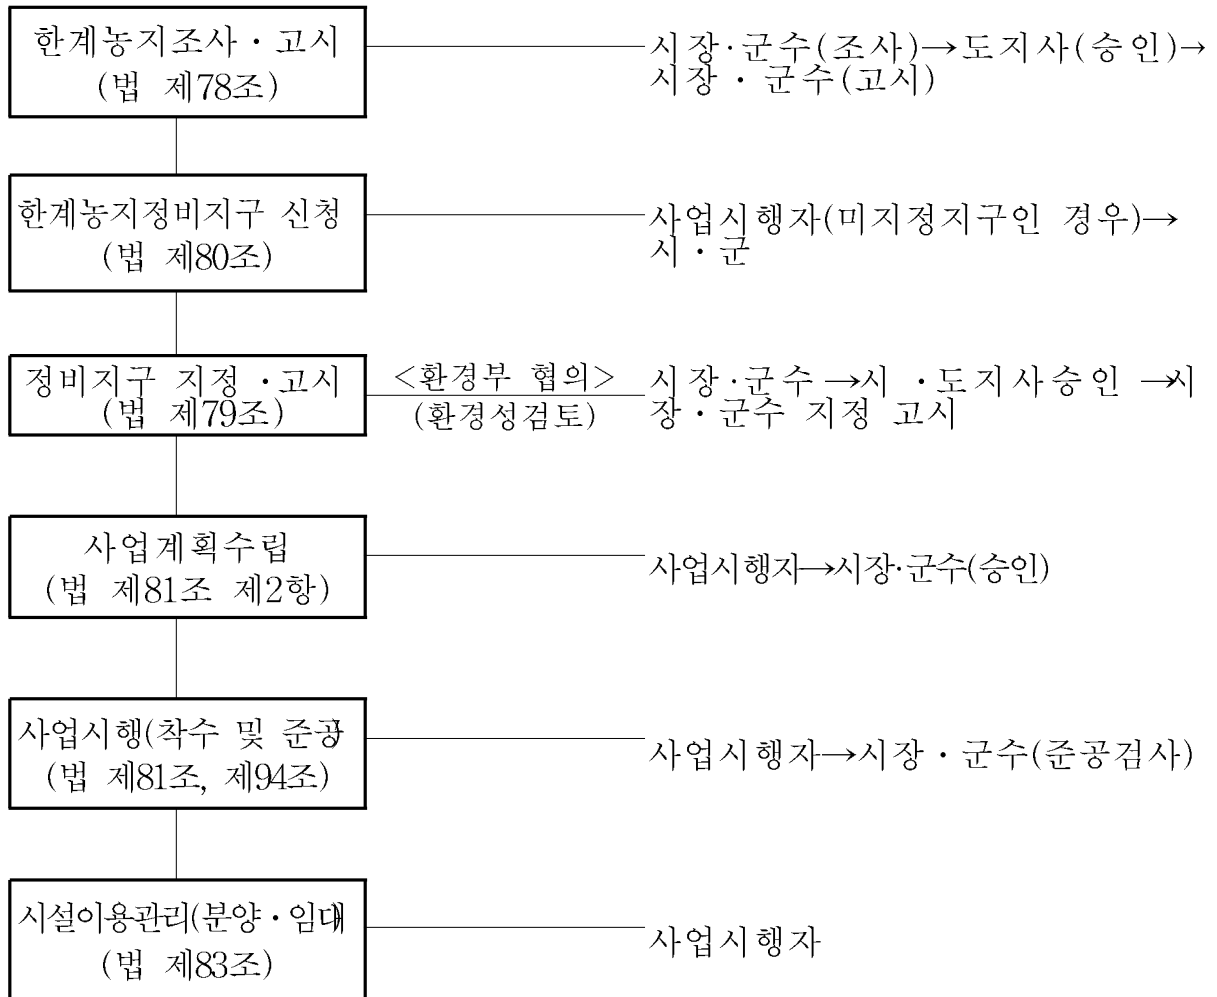 한계농지조사 · 고시
(법 제78조)
시장·군수(조사)→도지사(승인)→
시장 · 군수(고시)
한계농지정비지구 신청
(법 제80조)
사업시행자(미지정지구인 경우)→
시 · 군
정비지구 지정 · 고시
(법 제79조)
<환경부 협의>
(환경성검토)
시장·군수 →시 · 도지사승인 →시
장 · 군수 지정 고시
사업계획수립
(법 제81조 제2항)
사업시행자→시장·군수(승인)
사업시행(착수 및 준공)
(법 제81조, 제94조)
사업시행자→시장 · 군수(준공검사)
시설이용관리(분양 · 임대)
(법 제83조)
사업시행자